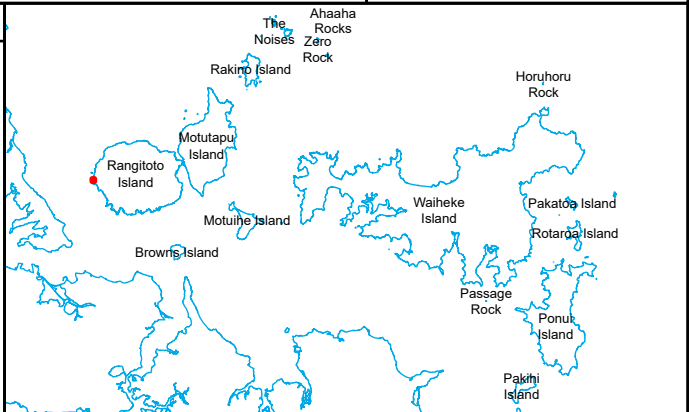 The
Noises
Ahaaha
Rocks
Zero
Rock
Rakino Island
Horuhoru
Rock
Motutapu
Island
Rangitoto
Island
Motuihe Island
Waiheke
Island
Pakatoa Island
Rotaroa Island
Browns Island
Passage
Rock
Ponui
Island
Pakihi
Island